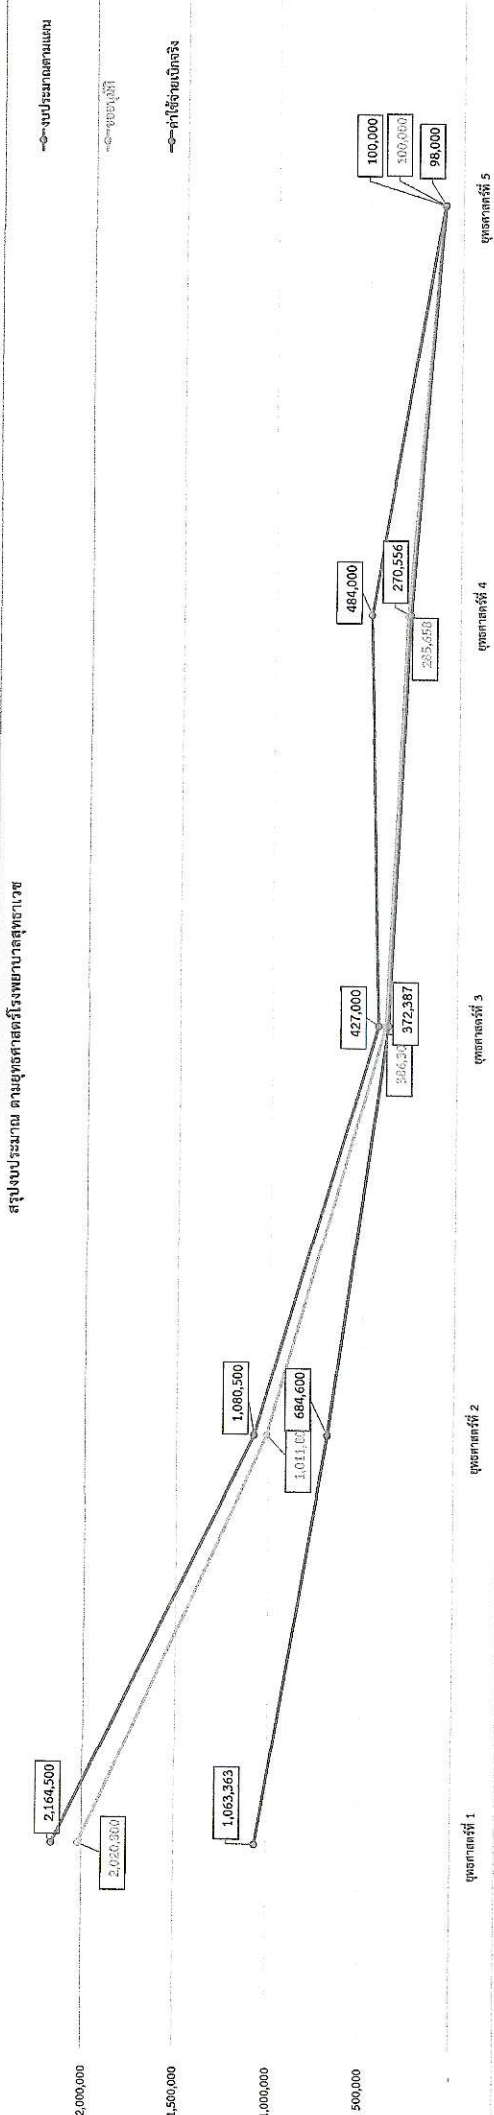 สรุปงบประมาณ ตามยุทธศาสตร์โรงพยาบาลสุทธาเวช
งบประมาณตามแผน
ขออนุมัติ
ค่าใช้จ่ายเบิกจริง
2,000,000
1,500,000
1,000,000
500,000
-
2,164,500
1,063,363
1,080,500
684,600
427,000
372,387
484,000
270,556
285,658
100,000
100,000
98,000
ยุทธศาสตร์ที่ 1
ยุทธศาสตร์ที่ 2
ยุทธศาสตร์ที่ 3
ยุทธศาสตร์ที่ 4
ยุทธศาสตร์ที่ 5